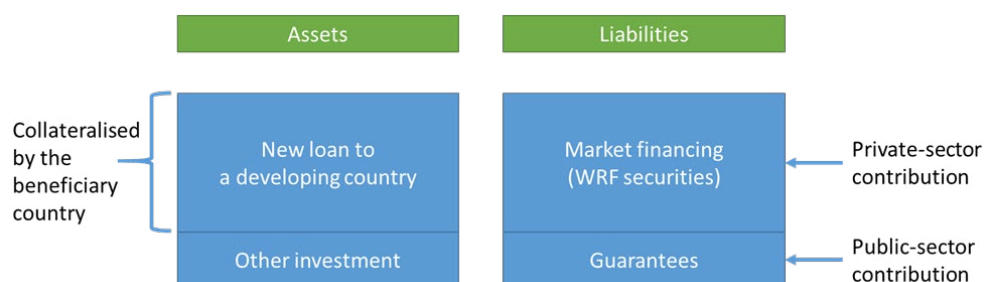 Assets
Liabilities
Collateralised
by the
beneficiary
country
New loan to
a developing country
Market financing
(WRF securities)
Private-sector
contribution
Other investment
Guarantees
Public-sector
contribution